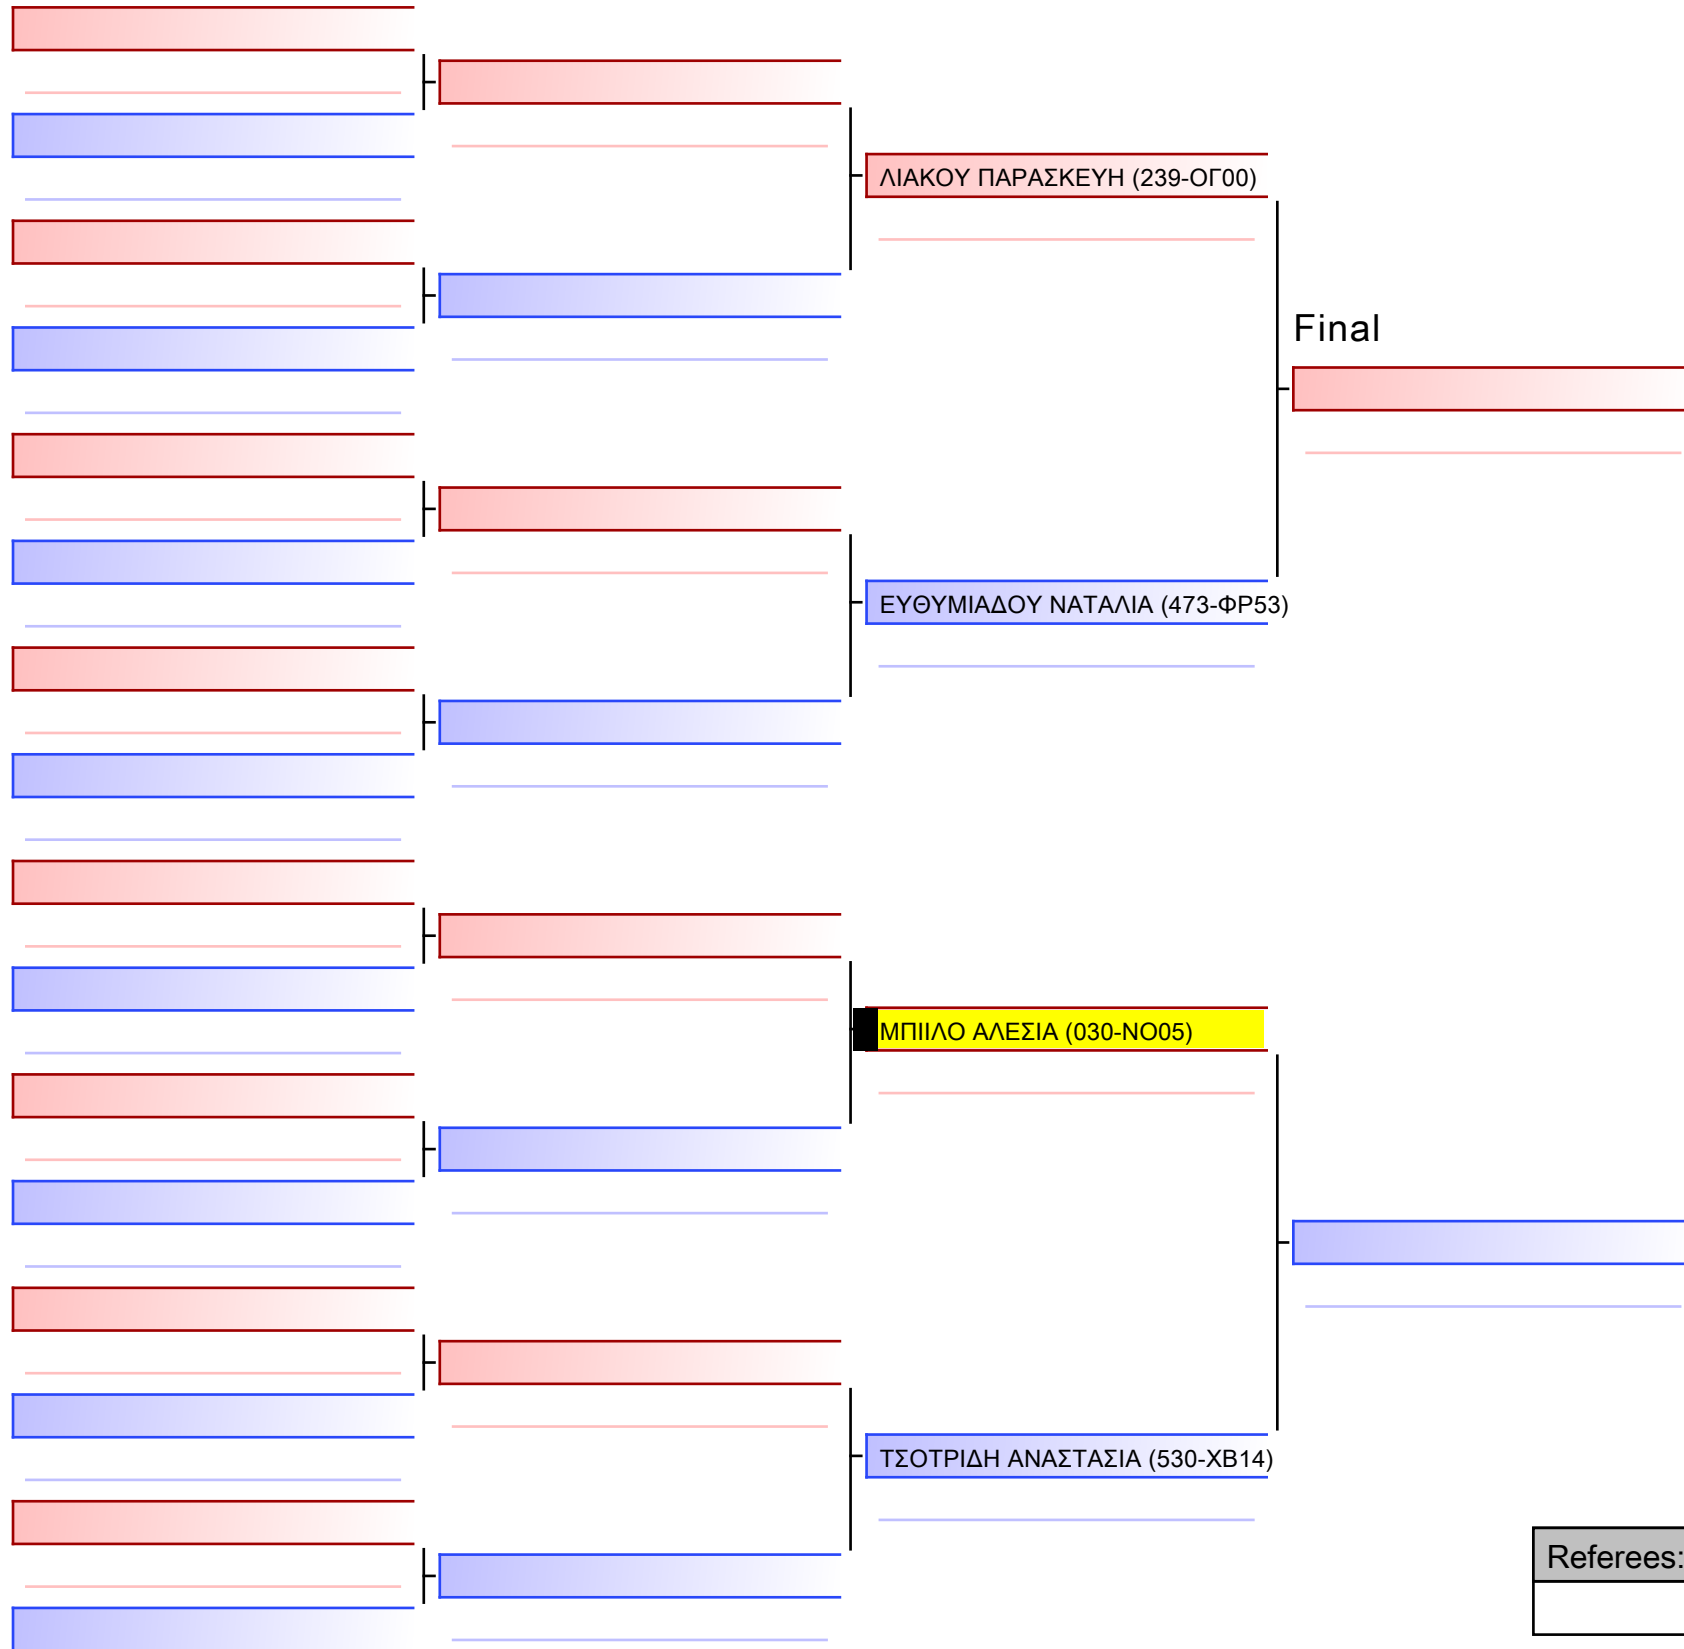 ΛΙΑΚΟΥ ΠΑΡΑΣΚΕΥΗ (239-ΟΓ00)
Final
ΕΥΘΥΜΙΑΔΟΥ ΝΑΤΑΛΙΑ (473-ΦΡ53)
ΜΠΙΙΛΟ ΑΛΕΣΙΑ (030-ΝΟ05)
ΤΣΟΤΡΙΔΗ ΑΝΑΣΤΑΣΙΑ (530-ΧΒ14)
Referees: